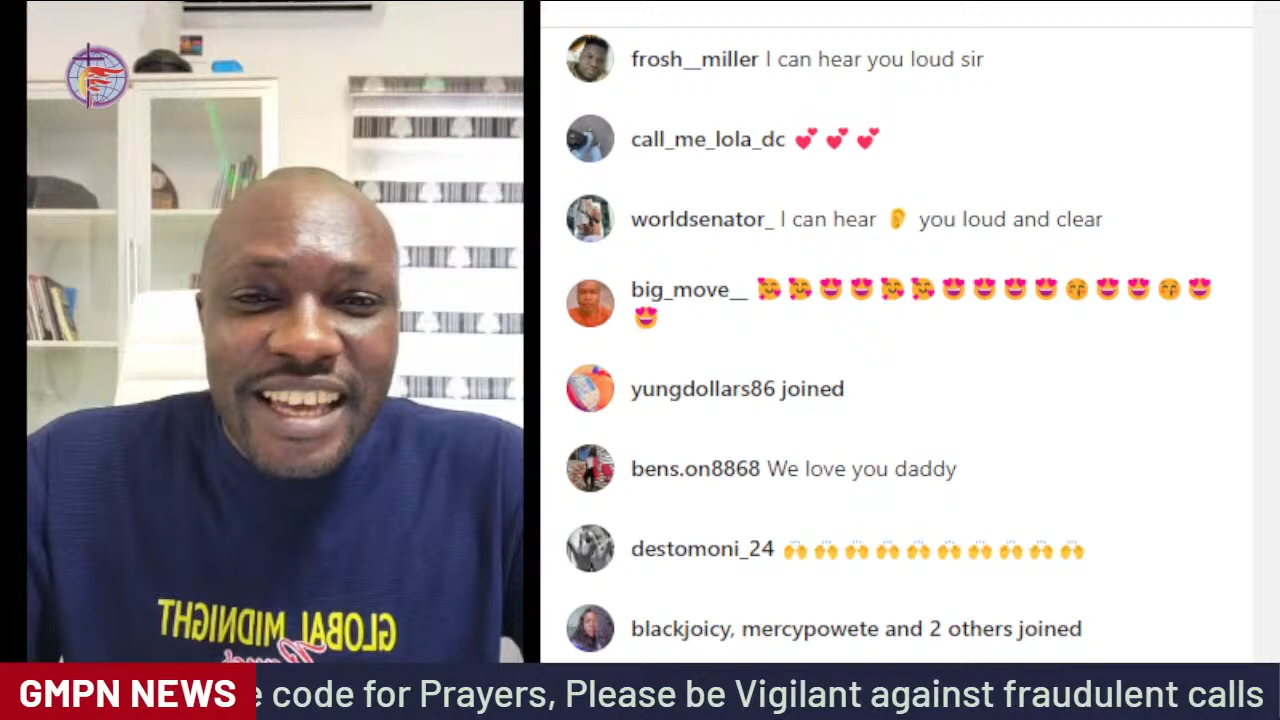 frosh__miller I can hear you loud sir
call_me_lola_dc 💕 💕 💕
worldsenator_ I can hear 👂 you loud and clear
big_move__ 🥰 🥰 😍 😍 🥰 🥰 😍 😍 😍 😍 😚 😍 😍 😚 😍
😍
yungdollars86 joined
bens.on8868 We love you daddy
destomoni_24 🙌 🙌 🙌 🙌 🙌 🙌 🙌 🙌 🙌 🙌
blackjoicy, mercypowete and 2 others joined
GLOBAL MIDNIGHT
GMPN NEWS
code for Prayers, Please be Vigilant against fraudulent calls